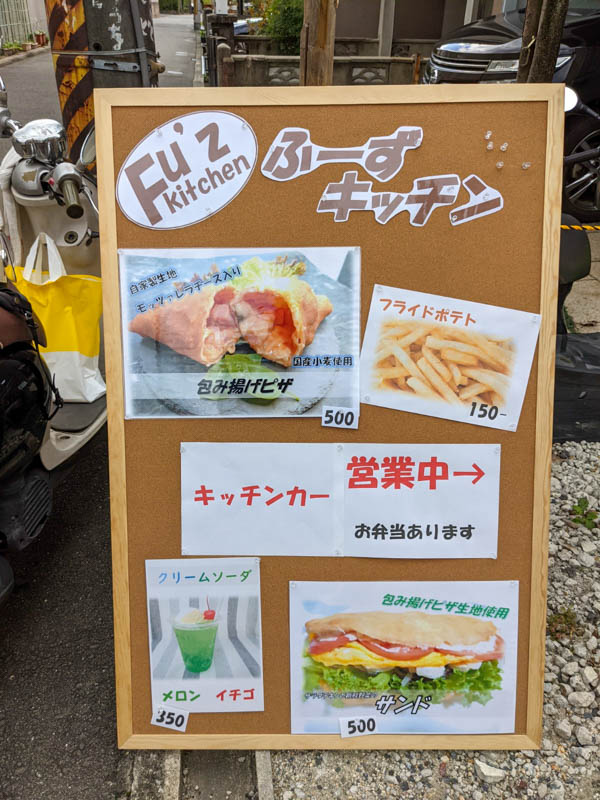 Fu'z
kitchen
ふーず
キッチン
自家製生地
モッツァレラチーズ入り
国産小麦使用
包み揚げピザ
500
フライドポテト
150-
キッチンカー
営業中→
お弁当あります
クリームソーダ
メロン イチゴ
350
包み揚げピザ生地使用
サンド
500